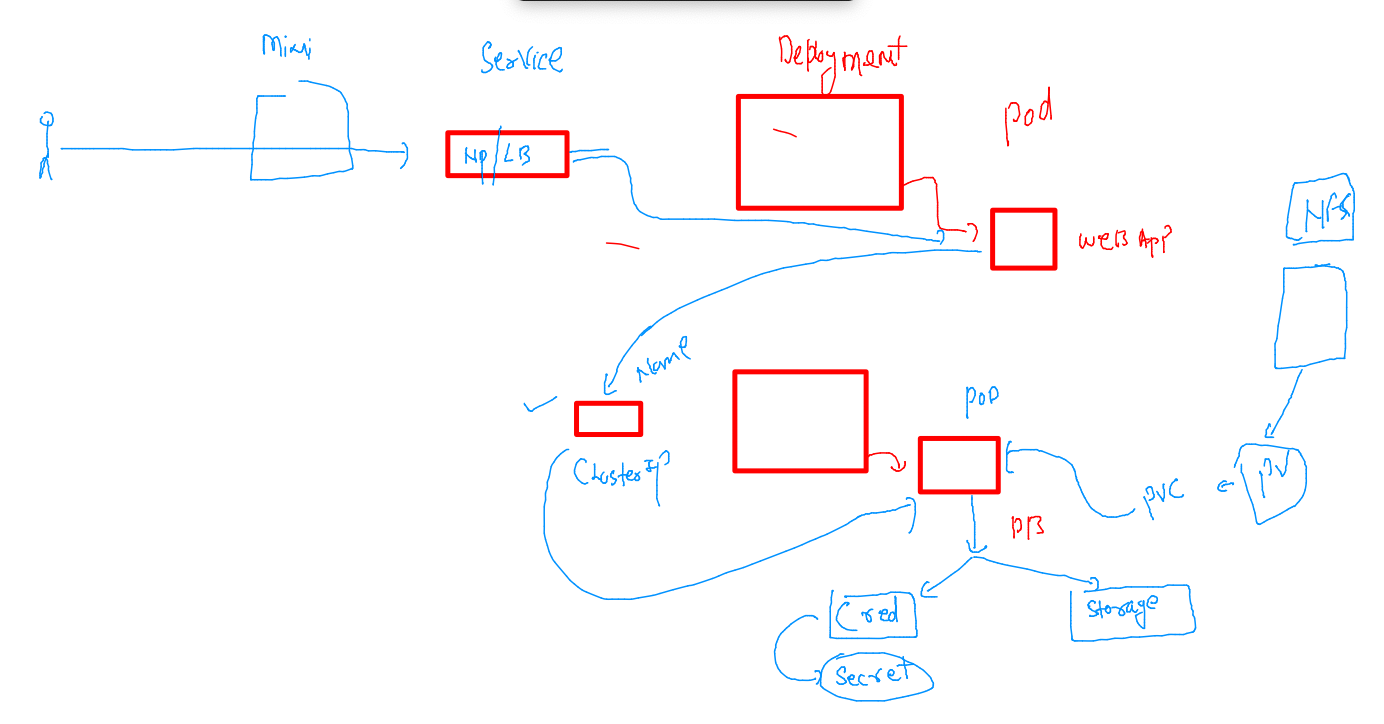 Mini
Service
Deployment
pod
NP/LB
NFS
WEB App
Name
POD
ClusterIP
PV
PVC
DB
Cred
Storage
Secret